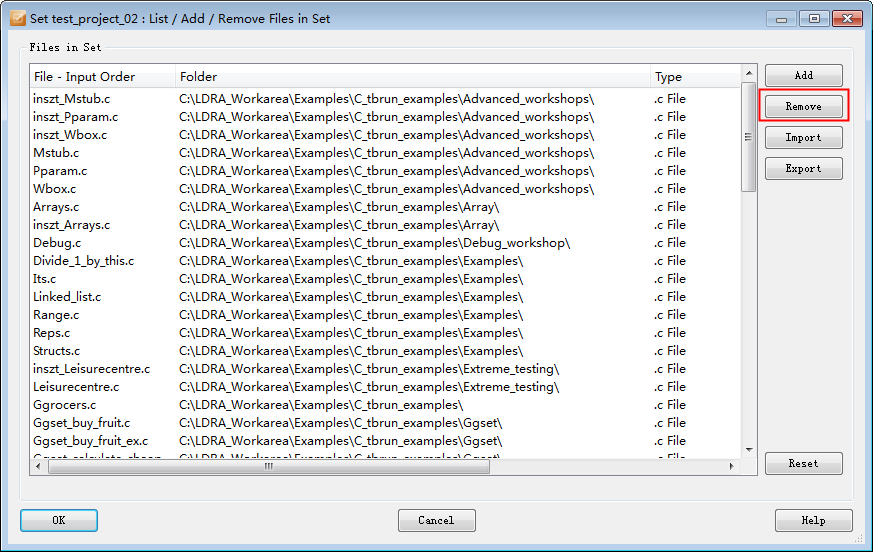 Set test_project_02 : List / Add / Remove Files in Set
Files in Set
File - Input Order Folder Type
inszt_Mstub.c C:\LDRA_Workarea\Examples\C_tbrun_examples\Advanced_workshops\ .c File
inszt_Pparam.c C:\LDRA_Workarea\Examples\C_tbrun_examples\Advanced_workshops\ .c File
inszt_Wbox.c C:\LDRA_Workarea\Examples\C_tbrun_examples\Advanced_workshops\ .c File
Mstub.c C:\LDRA_Workarea\Examples\C_tbrun_examples\Advanced_workshops\ .c File
Pparam.c C:\LDRA_Workarea\Examples\C_tbrun_examples\Advanced_workshops\ .c File
Wbox.c C:\LDRA_Workarea\Examples\C_tbrun_examples\Advanced_workshops\ .c File
Arrays.c C:\LDRA_Workarea\Examples\C_tbrun_examples\Array\ .c File
inszt_Arrays.c C:\LDRA_Workarea\Examples\C_tbrun_examples\Array\ .c File
Debug.c C:\LDRA_Workarea\Examples\C_tbrun_examples\Debug_workshop\ .c File
Divide_1_by_this.c C:\LDRA_Workarea\Examples\C_tbrun_examples\Examples\ .c File
Its.c C:\LDRA_Workarea\Examples\C_tbrun_examples\Examples\ .c File
Linked_list.c C:\LDRA_Workarea\Examples\C_tbrun_examples\Examples\ .c File
Range.c C:\LDRA_Workarea\Examples\C_tbrun_examples\Examples\ .c File
Reps.c C:\LDRA_Workarea\Examples\C_tbrun_examples\Examples\ .c File
Structs.c C:\LDRA_Workarea\Examples\C_tbrun_examples\Examples\ .c File
inszt_Leisurecentre.c C:\LDRA_Workarea\Examples\C_tbrun_examples\Extreme_testing\ .c File
Leisurecentre.c C:\LDRA_Workarea\Examples\C_tbrun_examples\Extreme_testing\ .c File
Ggrocers.c C:\LDRA_Workarea\Examples\C_tbrun_examples\ .c File
Ggset_buy_fruit.c C:\LDRA_Workarea\Examples\C_tbrun_examples\Ggset\ .c File
Ggset_buy_fruit_ex.c C:\LDRA_Workarea\Examples\C_tbrun_examples\Ggset\ .c File
Add
Remove
Import
Export
Reset
OK Cancel Help